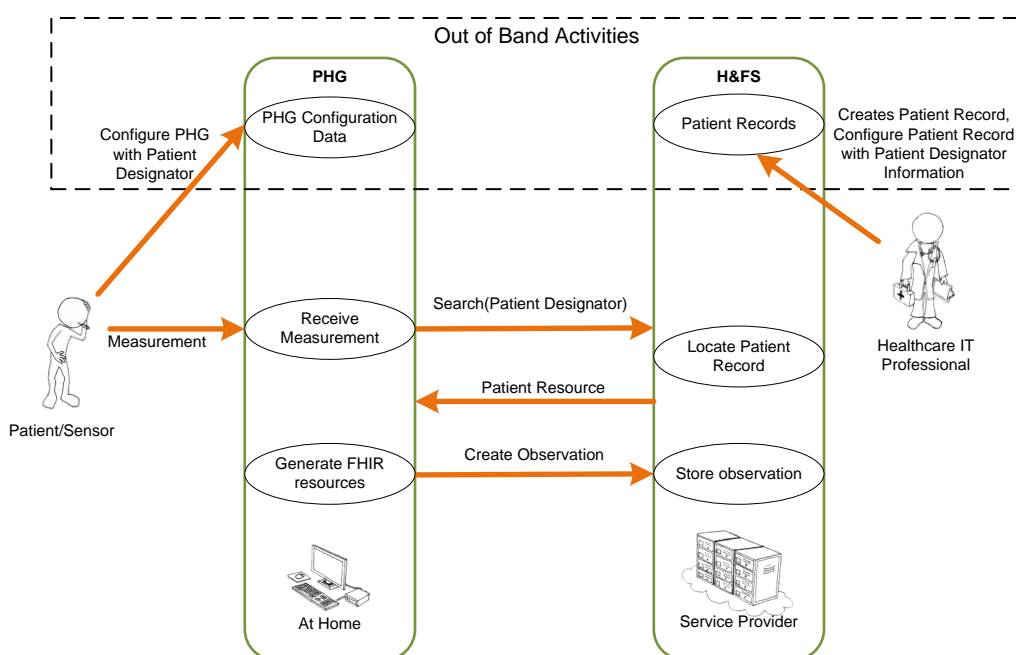 Out of Band Activities
PHG
H&FS
PHG Configuration
Data
Patient Records
Configure PHG
with Patient
Designator
Creates Patient Record,
Configure Patient Record
with Patient Designator
Information
Measurement
Receive
Measurement
Search(Patient Designator)
Locate Patient
Record
Healthcare IT
Professional
Patient Resource
Patient/Sensor
Generate FHIR
resources
Create Observation
Store observation
At Home
Service Provider